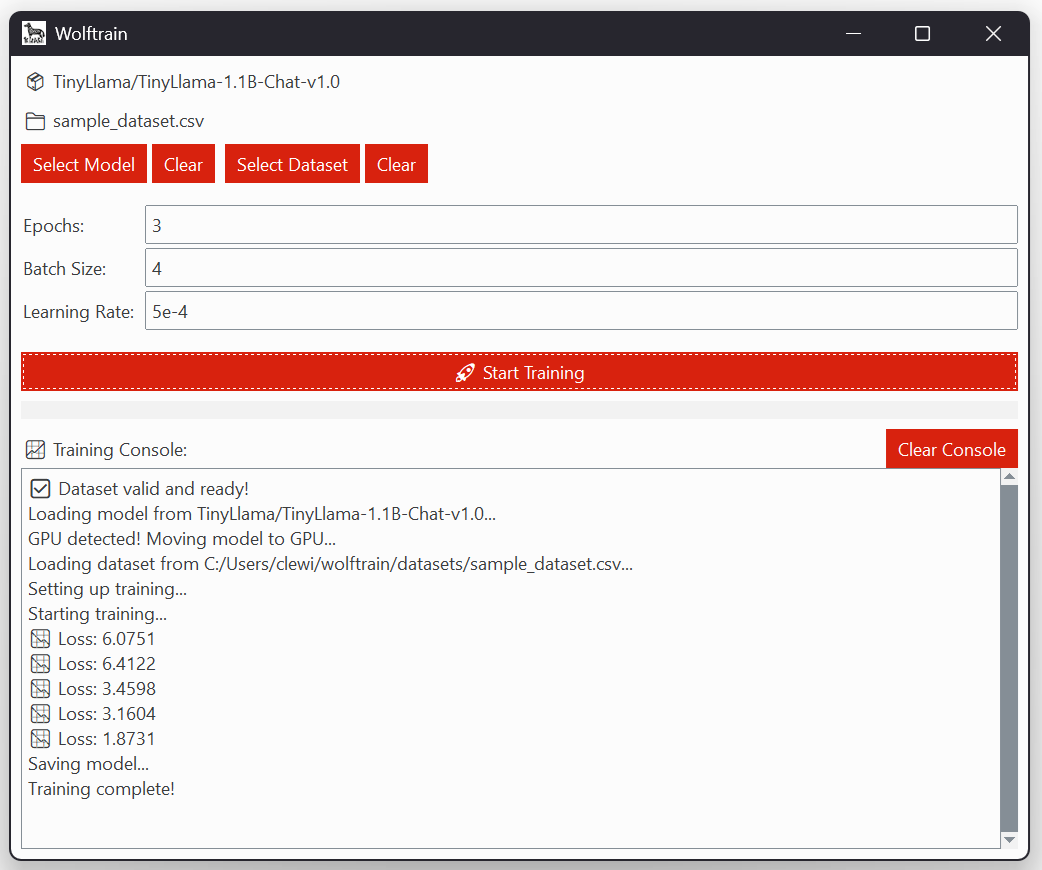 Wolftrain
TinyLlama/TinyLlama-1.1B-Chat-v1.0
sample_dataset.csv
Select Model Clear Select Dataset Clear
Epochs: 3
Batch Size: 4
Learning Rate: 5e-4
Start Training
Training Console: Clear Console
Dataset valid and ready!
Loading model from TinyLlama/TinyLlama-1.1B-Chat-v1.0...
GPU detected! Moving model to GPU...
Loading dataset from C:/Users/clewi/wolftrain/datasets/sample_dataset.csv...
Setting up training...
Starting training...
Loss: 6.0751
Loss: 6.4122
Loss: 3.4598
Loss: 3.1604
Loss: 1.8731
Saving model...
Training complete!